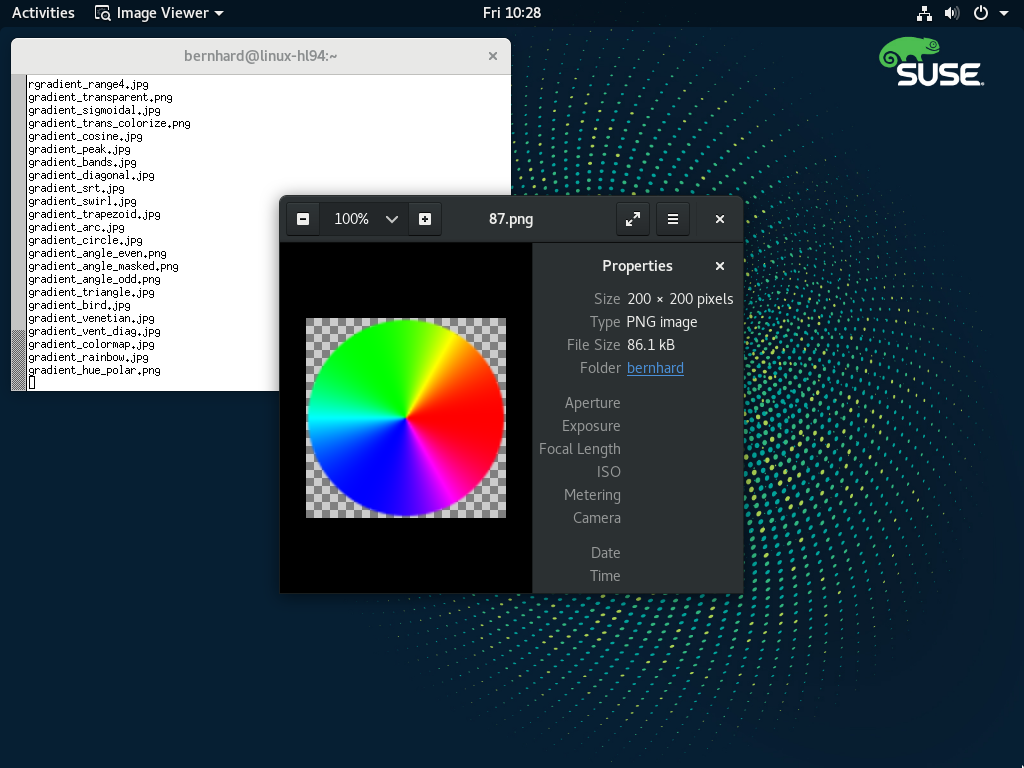 Activities Image Viewer Fri 10:28
SUSE
bernhard@linux-hl94:~
rgradient_range4.jpg
gradient_transparent.png
gradient_sigmoidal.jpg
gradient_trans_colorize.png
gradient_cosine.jpg
gradient_peak.jpg
gradient_bands.jpg
gradient_diagonal.jpg
gradient_srt.jpg
gradient_swirl.jpg
gradient_trapezoid.jpg
gradient_arc.jpg
gradient_circle.jpg
gradient_angle_even.png
gradient_angle_masked.png
gradient_angle_odd.png
gradient_triangle.jpg
gradient_bird.jpg
gradient_venetian.jpg
gradient_vent_diag.jpg
gradient_colormap.jpg
gradient_rainbow.jpg
gradient_hue_polar.png
100% 87.png
Properties
Size 200 × 200 pixels
Type PNG image
File Size 86.1 kB
Folder bernhard
Aperture
Exposure
Focal Length
ISO
Metering
Camera
Date
Time